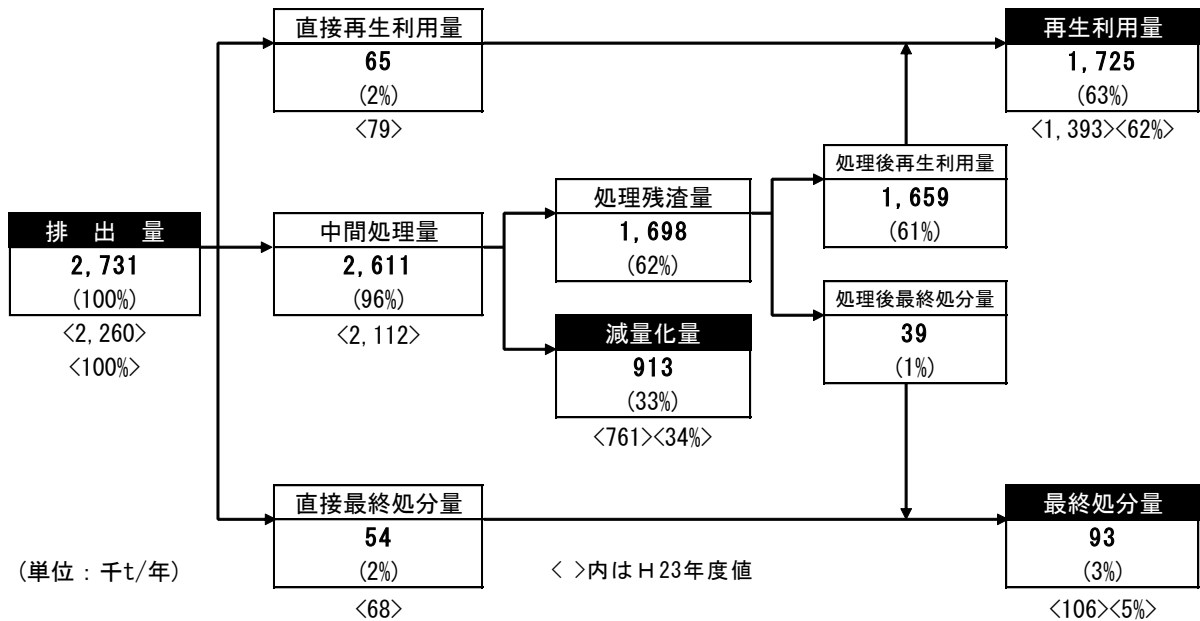 直接再生利用量
65
(2%)
<79>
再生利用量
1,725
(63%)
<1,393><62%>
処理後再生利用量
1,659
(61%)
処理残渣量
1,698
(62%)
排 出 量
2,731
(100%)
<2,260>
<100%>
中間処理量
2,611
(96%)
<2,112>
処理後最終処分量
39
(1%)
減量化量
913
(33%)
<761><34%>
直接最終処分量
54
(2%)
<68>
最終処分量
93
(3%)
<106><5%>
(単位：千t/年)
< >内はH23年度値